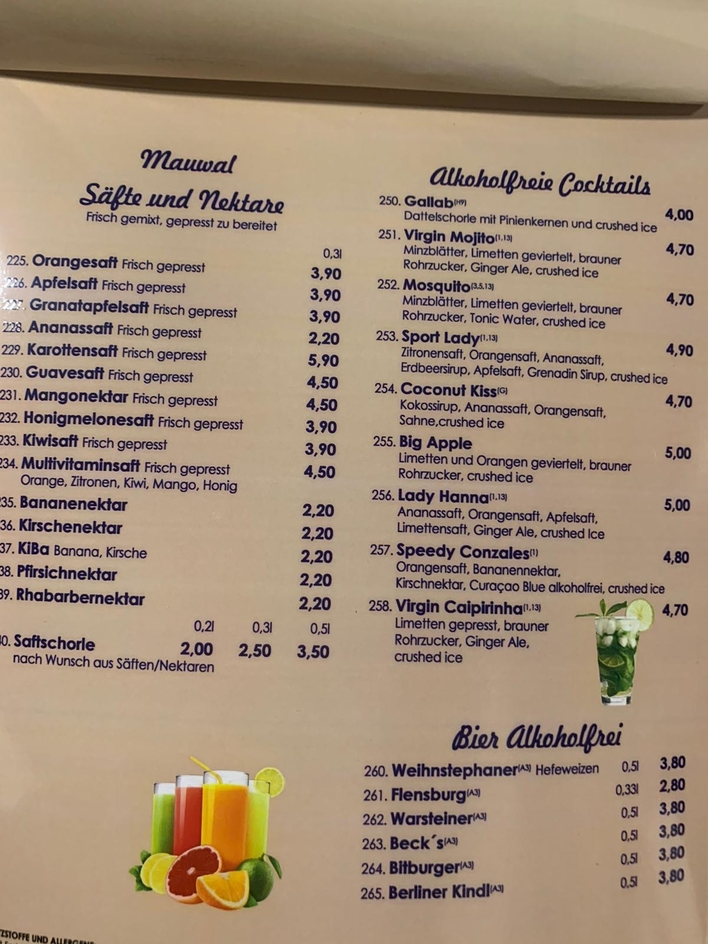 Mauwal
Säfte und Nektare
Frisch gemixt, gepresst zu bereitet
0,3l
225. Orangesaft Frisch gepresst 3,90
226. Apfelsaft Frisch gepresst 3,90
227. Granatapfelsaft Frisch gepresst 3,90
228. Ananassaft Frisch gepresst 2,20
229. Karottensaft Frisch gepresst 5,90
230. Guavesaft Frisch gepresst 4,50
231. Mangonektar Frisch gepresst 4,50
232. Honigmelonesaft Frisch gepresst 3,90
233. Kiwisaft Frisch gepresst 3,90
234. Multivitaminsaft Frisch gepresst 4,50
Orange, Zitronen, Kiwi, Mango, Honig
235. Bananenektar 2,20
36. Kirschenektar 2,20
37. KiBa Banana, Kirsche 2,20
38. Pfirsichnektar 2,20
39. Rhabarbernektar 2,20
0,2l 0,3l 0,5l
40. Saftschorle 2,00 2,50 3,50
nach Wunsch aus Säften/Nektaren
Alkoholfreie Cocktails
250. Gallab(H9) 4,00
Dattelschorle mit Pinienkernen und crushed ice
251. Virgin Mojito(1,13) 4,70
Minzblätter, Limetten geviertelt, brauner
Rohrzucker, Ginger Ale, crushed ice
252. Mosquito(3,5,13) 4,70
Minzblätter, Limetten geviertelt, brauner
Rohrzucker, Tonic Water, crushed ice
253. Sport Lady(1,13) 4,90
Zitronensaft, Orangensaft, Ananassaft,
Erdbeersirup, Apfelsaft, Grenadin Sirup, crushed ice
254. Coconut Kiss(G) 4,70
Kokossirup, Ananassaft, Orangensaft,
Sahne,crushed ice
255. Big Apple 5,00
Limetten und Orangen geviertelt, brauner
Rohrzucker, crushed ice
256. Lady Hanna(1,13) 5,00
Ananassaft, Orangensaft, Apfelsaft,
Limettensaft, Ginger Ale, crushed Ice
257. Speedy Conzales(1) 4,80
Orangensaft, Bananennektar,
Kirschnektar, Curaçao Blue alkoholfrei, crushed ice
258. Virgin Caipirinha(1,13) 4,70
Limetten gepresst, brauner
Rohrzucker, Ginger Ale,
crushed ice
Bier Alkoholfrei
260. Weihnstephaner(A3) Hefeweizen 0,5l 3,80
261. Flensburg(A3) 0,33l 2,80
262. Warsteiner(A3) 0,5l 3,80
263. Beck´s(A3) 0,5l 3,80
264. Bitburger(A3) 0,5l 3,80
265. Berliner Kindl(A3) 0,5l 3,80